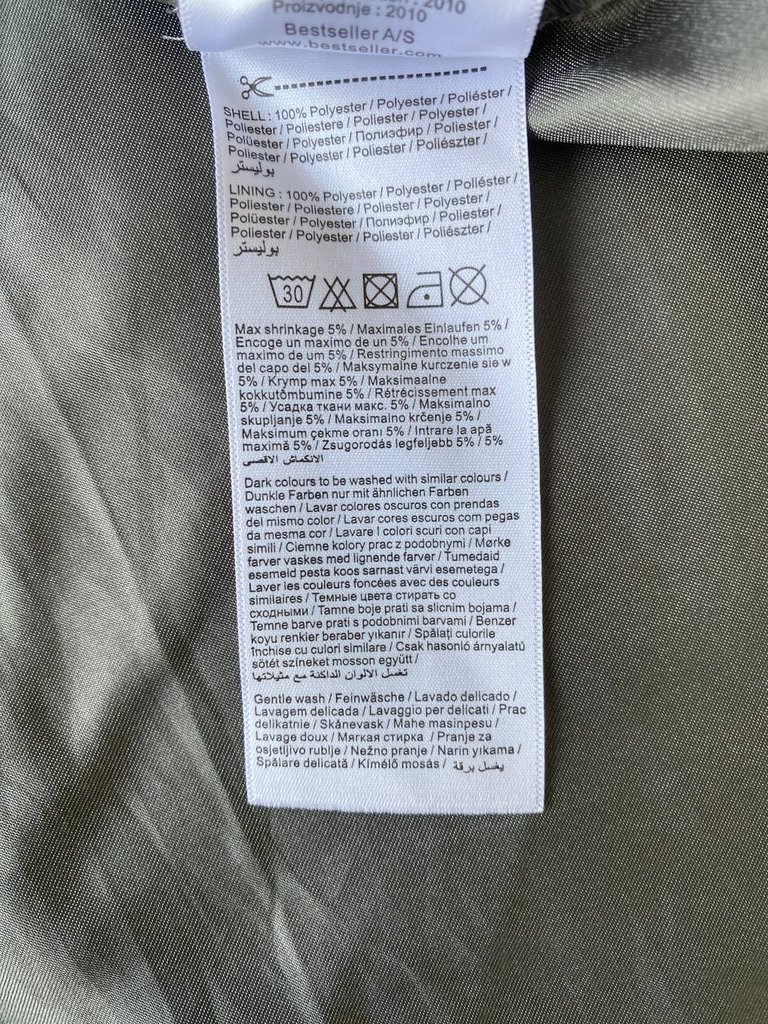 2010
Proizvodnje : 2010
Bestseller A/S
www.bestseller.com
SHELL : 100% Polyester / Polyester / Poliéster /
Poliester / Poliestere / Poliester / Polyester /
Polüester / Polyester / Полиэфир / Poliester /
Poliester / Polyester / Poliester / Poliészter /
بوليستر
LINING : 100% Polyester / Polyester / Poliéster /
Poliester / Poliestere / Poliester / Polyester /
Polüester / Polyester / Полиэфир / Poliester
Poliester / Polyester / Poliester / Poliészter /
بوليستر
30
Max shrinkage 5% / Maximales Einlaufen 5% /
Encoge un maximo de un 5% / Encolhe um
maximo de um 5% / Restringimento massimo
del capo del 5% / Maksymalne kurczenie sie w
5% / Krymp max 5% / Maksimaalne
kokkutõmbumine 5% / Rétrécissement max
5% / Усадка ткани макс. 5% / Maksimalno
skupljanje 5% / Maksimalno krčenje 5% /
Maksimum çekme oranı 5% / Intrare la apă
maximă 5% / Zsugorodás legfeljebb 5% / 5%
الانكماش الاقصى
Dark colours to be washed with similar colours /
Dunkle Farben nur mit ähnlichen Farben
waschen / Lavar colores oscuros con prendas
del mismo color / Lavar cores escuros com pegas
da mesma cor / Lavare I colori scuri con capi
simili / Ciemne kolory prac z podobnymi / Mørke
farver vaskes med lignende farver / Tumedaid
esemeid pesta koos sarnast värvi esemetega /
Laver les couleurs foncées avec des couleurs
similaires / Темные цвета стирать со
сходными / Tamne boje prati sa slicnim bojama /
Temne barve prati s podobnimi barvami / Benzer
koyu renkier beraber yıkanır / Spălați culorile
închise cu culori similare / Csak hasonló árnyalatú
sötét színeket mosson együtt /
تغسل الالوان الداكنة مع مثيلاتها
Gentle wash / Feinwäsche / Lavado delicado /
Lavagem delicada / Lavaggio per delicati / Prac
delikatnie / Skånevask / Mahe masinpesu /
Lavage doux / Мягкая стирка / Pranje za
osjetljivo rublje / Nežno pranje / Narin yıkama /
Spălare delicată / Kímélő mosás / يغسل برقة